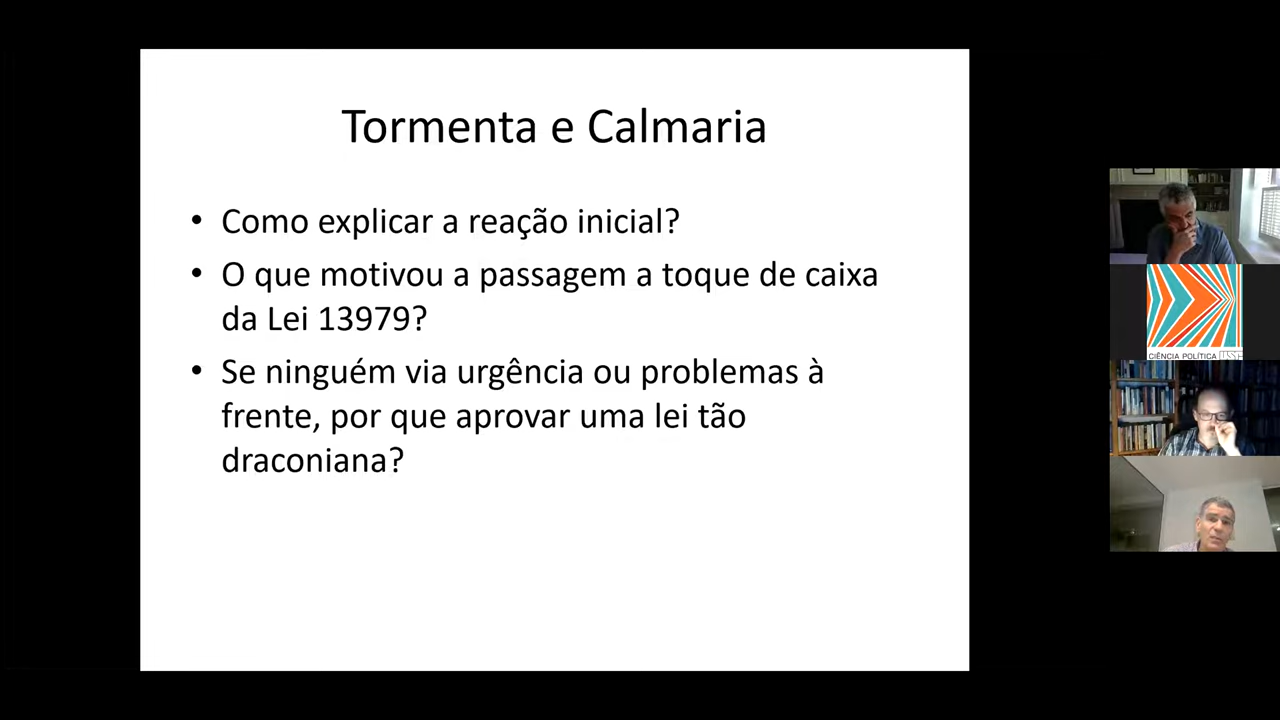 Tormenta e Calmaria
• Como explicar a reação inicial?
• O que motivou a passagem a toque de caixa
da Lei 13979?
• Se ninguém via urgência ou problemas à
frente, por que aprovar uma lei tão
draconiana?
CIÊNCIA POLÍTICA USP